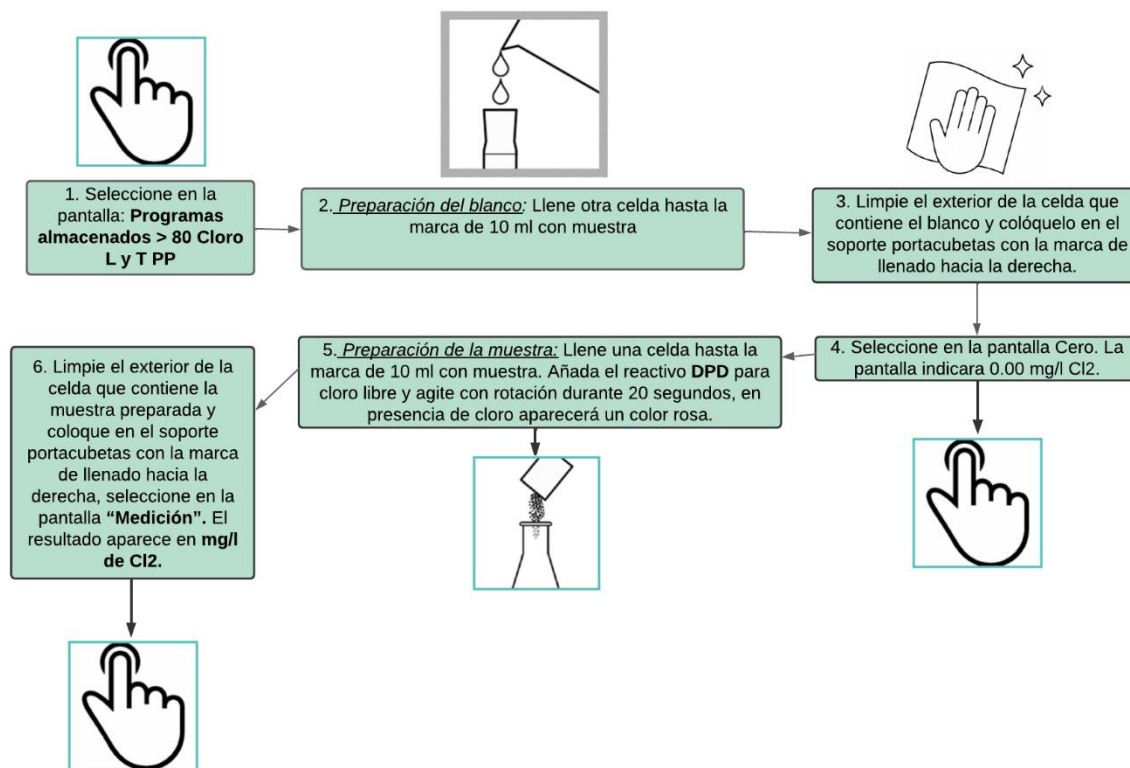 1. Seleccione en la
pantalla: Programas
almacenados > 80 Cloro
L y T PP
2. Preparación del blanco: Llene otra celda hasta la
marca de 10 ml con muestra
3. Limpie el exterior de la celda que
contiene el blanco y colóquelo en el
soporte portacubetas con la marca de
llenado hacia la derecha.
4. Seleccione en la pantalla Cero. La
pantalla indicara 0.00 mg/l Cl2.
5. Preparación de la muestra: Llene una celda hasta la
marca de 10 ml con muestra. Añada el reactivo DPD para
cloro libre y agite con rotación durante 20 segundos, en
presencia de cloro aparecerá un color rosa.
6. Limpie el exterior de la
celda que contiene la
muestra preparada y
coloque en el soporte
portacubetas con la marca
de llenado hacia la
derecha, seleccione en la
pantalla “Medición”. El
resultado aparece en mg/l
de Cl2.